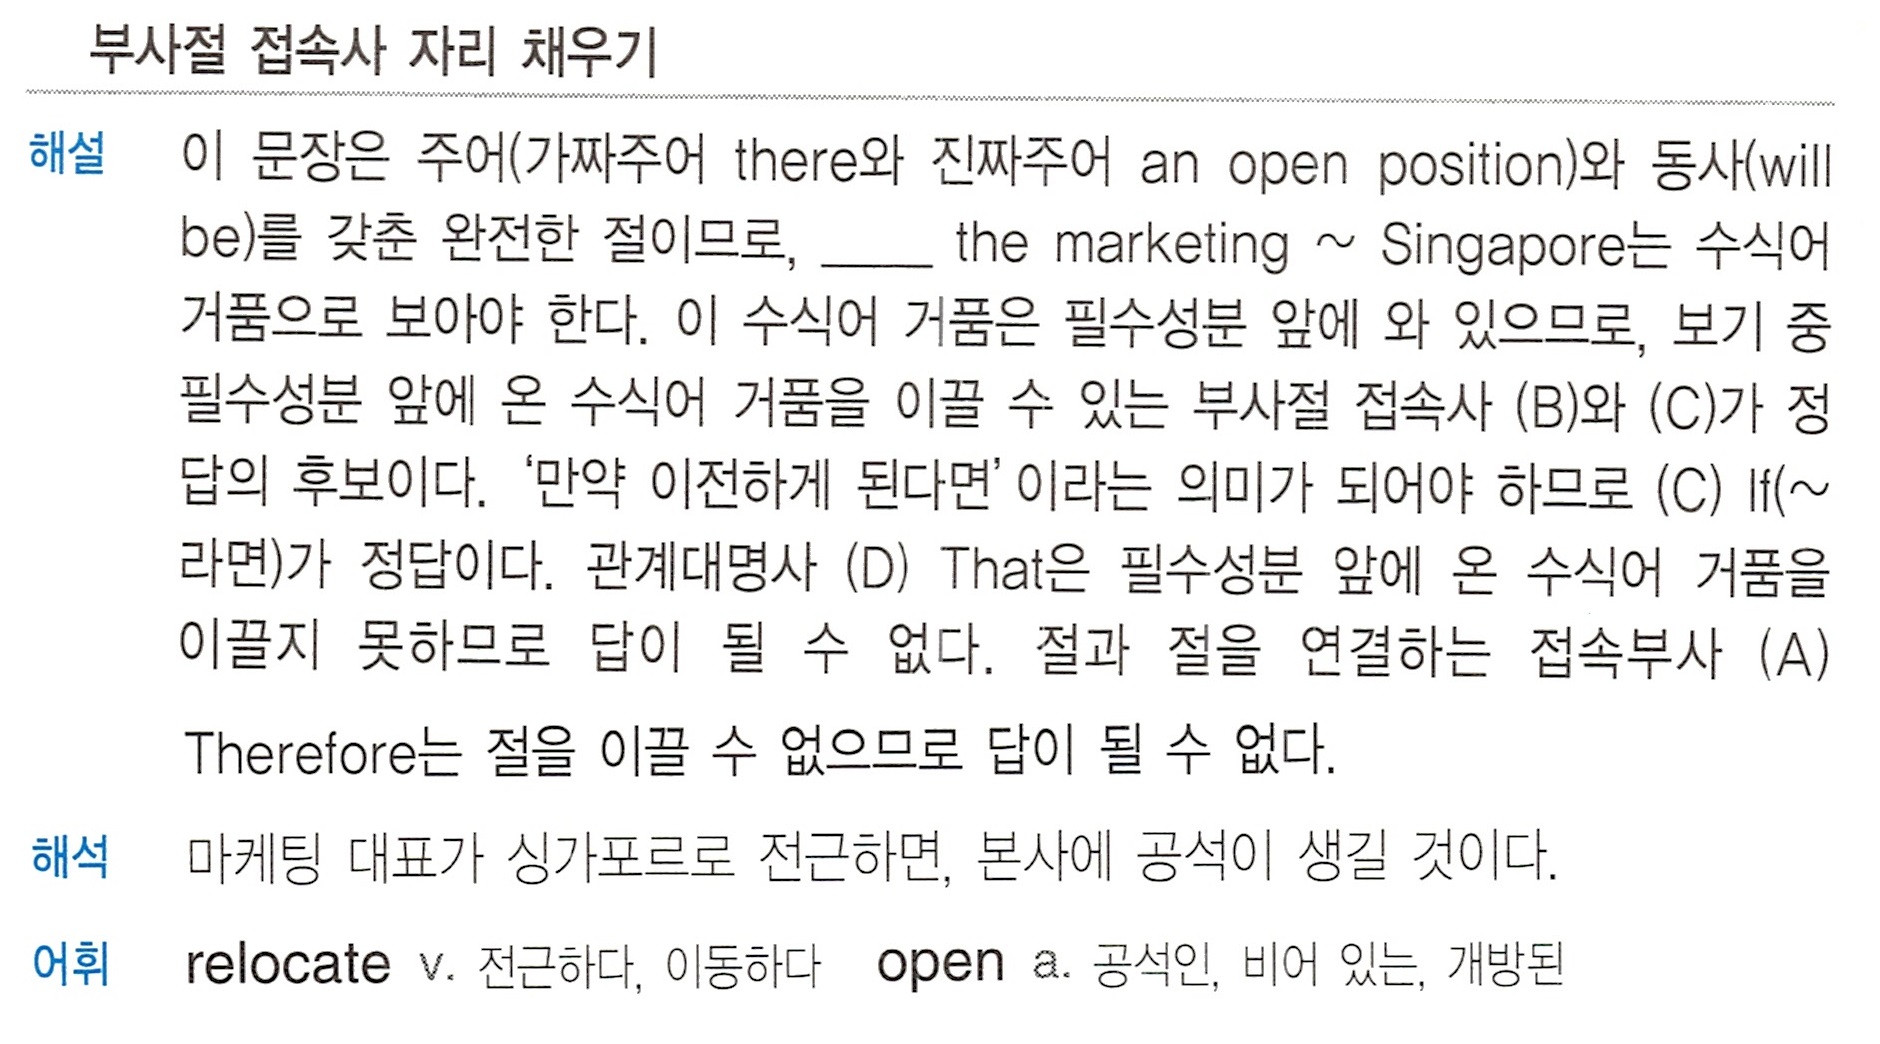 부사절 접속사 자리 채우기
해설 이 문장은 주어(가짜주어 there와 진짜주어 an open position)와 동사(will
be)를 갖춘 완전한 절이므로, ____ the marketing ~ Singapore는 수식어
거품으로 보아야 한다. 이 수식어 거품은 필수성분 앞에 와 있으므로, 보기 중
필수성분 앞에 온 수식어 거품을 이끌 수 있는 부사절 접속사 (B)와 (C)가 정
답의 후보이다. ‘만약 이전하게 된다면’이라는 의미가 되어야 하므로 (C) If(~
라면)가 정답이다. 관계대명사 (D) That은 필수성분 앞에 온 수식어 거품을
이끌지 못하므로 답이 될 수 없다. 절과 절을 연결하는 접속부사 (A)
Therefore는 절을 이끌 수 없으므로 답이 될 수 없다.
해석 마케팅 대표가 싱가포르로 전근하면, 본사에 공석이 생길 것이다.
어휘 relocate v. 전근하다, 이동하다 open a. 공석인, 비어 있는, 개방된